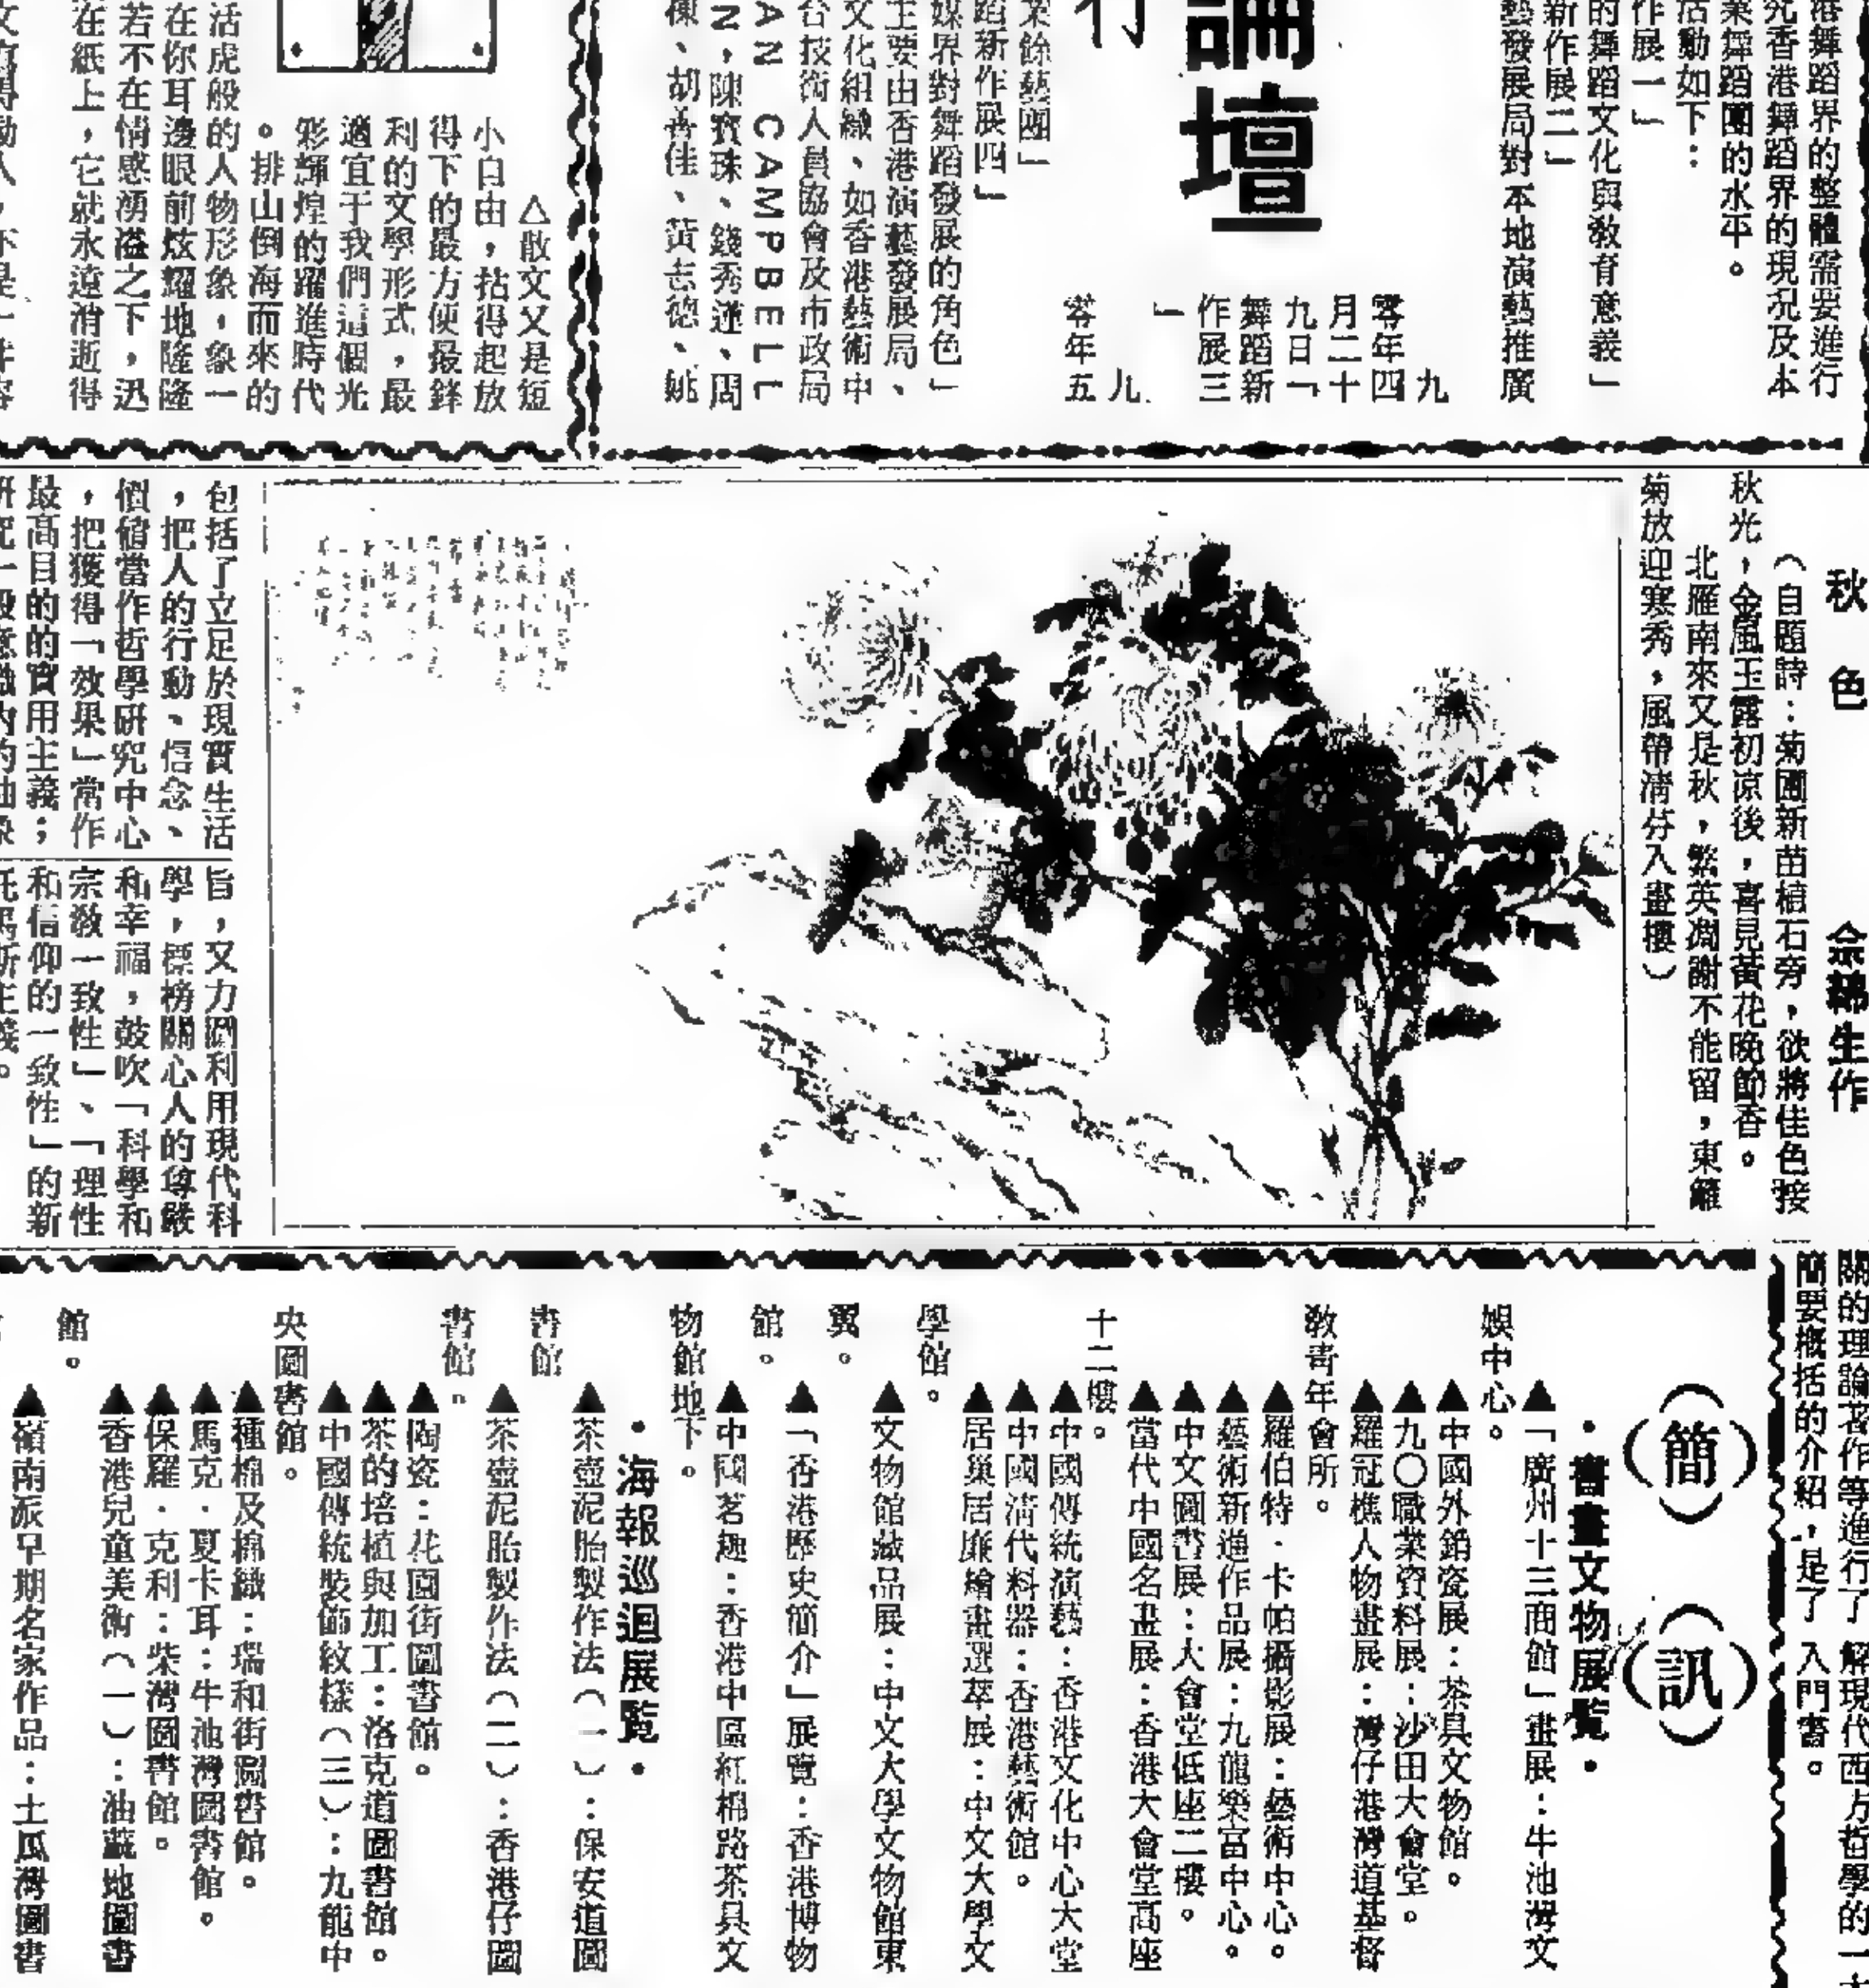 論壇
港舞蹈界的整體需要進行
究香港舞蹈界的現況及本
業舞蹈團的水平。
活動如下：
作展一」
的舞蹈文化與教育意義」
新作展二」
藝發展局對本地演藝推廣
九
零年四
月二十
九日「
舞蹈新
作展三
」
九
零年五
行
業餘藝團」
蹈新作展四」
媒界對舞蹈發展的角色」
主要由香港演藝發展局、
文化組織、如香港藝術中
台技術人員協會及市政局
AN CAMPBELL
N，陳寶珠、錢秀蓮、周
棟、胡善佳、黃志德、姚
△散文又是短
小自由，拈得起放
得下的最方便最鋒
利的文學形式，最
適宜于我們這個光
彩輝煌的躍進時代
。排山倒海而來的
活虎般的人物形象，象一
在你耳邊眼前炫耀地隆隆
若不在情感湧溢之下，迅
在紙上，它就永遠消逝得
秋色 余錦生作
（自題詩：菊圃新苗植石旁，欲將佳色接
秋光，金風玉露初凉後，喜見黃花晚節香。
北雁南來又是秋，繁英凋謝不能留，東籬
菊放迎寒秀，風帶清芬入畫樓）
包括了立足於現實生活
，把人的行動、信念、
價值當作哲學研究中心
，把獲得「效果」當作
最高目的的實用主義；
旨，又力圖利用現代科
學，標榜關心人的尊嚴
和幸福，鼓吹「科學和
宗敎一致性」、「理性
和信仰的一致性」的新
托馬斯主義。
關的理論著作等進行了
簡要概括的介紹，是了
解現代西方哲學的一
入門書。
（簡）（訊）
·書畫文物展覽·
▲「廣州十三商館」畫展：牛池灣文
娛中心。
▲中國外銷瓷展：茶具文物館。
▲九〇職業資料展：沙田大會堂。
▲羅冠樵人物畫展：灣仔港灣道基督
敎靑年會所。
▲羅伯特·卡帕攝影展：藝術中心。
▲藝術新進作品展：九龍樂富中心。
▲中文圖書展：大會堂低座二樓。
▲當代中國名畫展：香港大會堂高座
十二樓。
▲中國傳統演藝：香港文化中心大堂
▲中國清代料器：香港藝術館。
▲居巢居廉繪畫選萃展：中文大學文
學館。
▲文物館藏品展：中文大學文物館東
翼。
▲「香港歷史簡介」展覽：香港博物
館。
▲中國茗趣：香港中區紅棉路茶具文
物館地下。
·海報巡迴展覧·
▲茶壺泥胎製作法（一）：保安道圖
書館
▲茶壺泥胎製作法（二）：香港仔圖
書館。
▲陶瓷：花園街圖書館。
▲茶的培植與加工：洛克道圖書館。
▲中國傳統裝飾紋樣（三）：九龍中
央圖書館。
▲種棉及棉織：瑞和街圖書館。
▲馬克·夏卡耳：牛池灣圖書館。
▲保羅·克利：柴灣圖書館。
▲香港兒童美術（一）：油蔴地圖書
館。
▲嶺南派早期名家作品：土瓜灣圖書